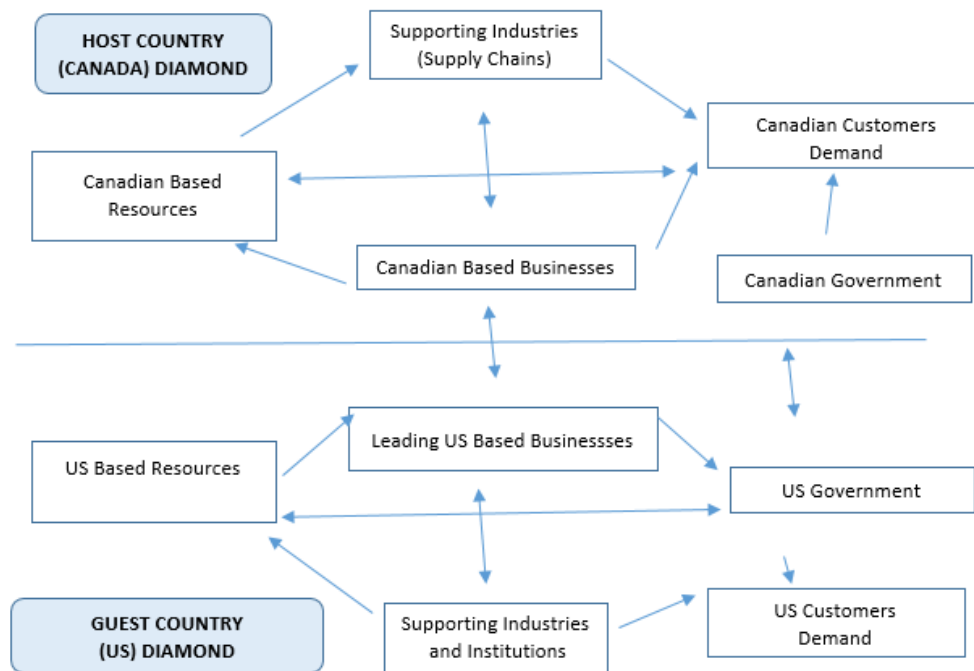 HOST COUNTRY
(CANADA) DIAMOND
Supporting Industries
(Supply Chains)
Canadian Customers
Demand
Canadian Based
Resources
Canadian Based Businesses
Canadian Government
Leading US Based Businessses
US Based Resources
US Government
GUEST COUNTRY
(US) DIAMOND
Supporting Industries
and Institutions
US Customers
Demand